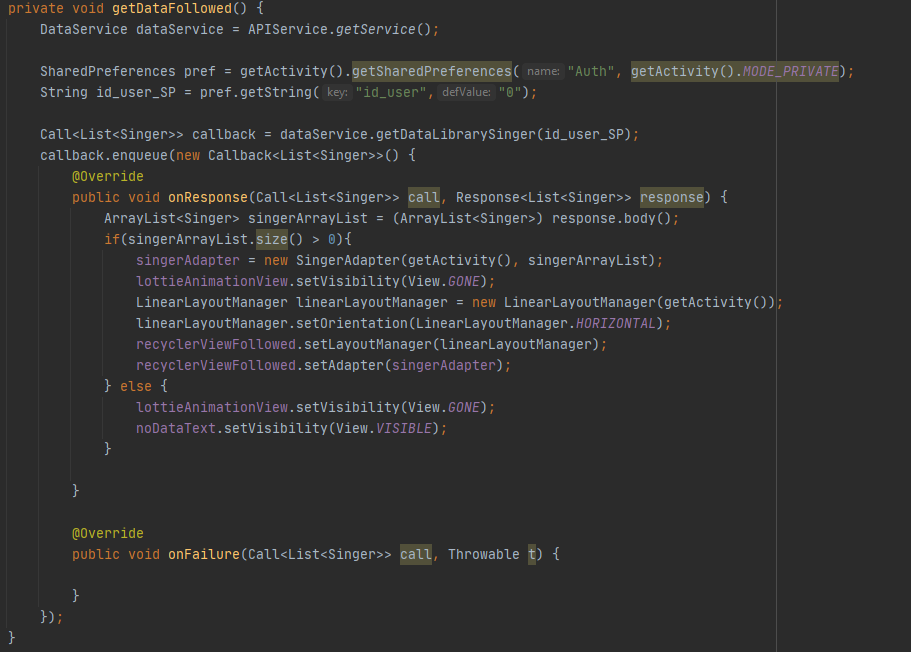 private void getDataFollowed() {
    DataService dataService = APIService.getService();

    SharedPreferences pref = getActivity().getSharedPreferences( name: "Auth", getActivity().MODE_PRIVATE);
    String id_user_SP = pref.getString( key: "id_user", defValue: "0");

    Call<List<Singer>> callback = dataService.getDataLibrarySinger(id_user_SP);
    callback.enqueue(new Callback<List<Singer>>() {
        @Override
        public void onResponse(Call<List<Singer>> call, Response<List<Singer>> response) {
            ArrayList<Singer> singerArrayList = (ArrayList<Singer>) response.body();
            if(singerArrayList.size() > 0){
                singerAdapter = new SingerAdapter(getActivity(), singerArrayList);
                lottieAnimationView.setVisibility(View.GONE);
                LinearLayoutManager linearLayoutManager = new LinearLayoutManager(getActivity());
                linearLayoutManager.setOrientation(LinearLayoutManager.HORIZONTAL);
                recyclerViewFollowed.setLayoutManager(linearLayoutManager);
                recyclerViewFollowed.setAdapter(singerAdapter);
            } else {
                lottieAnimationView.setVisibility(View.GONE);
                noDataText.setVisibility(View.VISIBLE);
            }

        }

        @Override
        public void onFailure(Call<List<Singer>> call, Throwable t) {

        }
    });
}